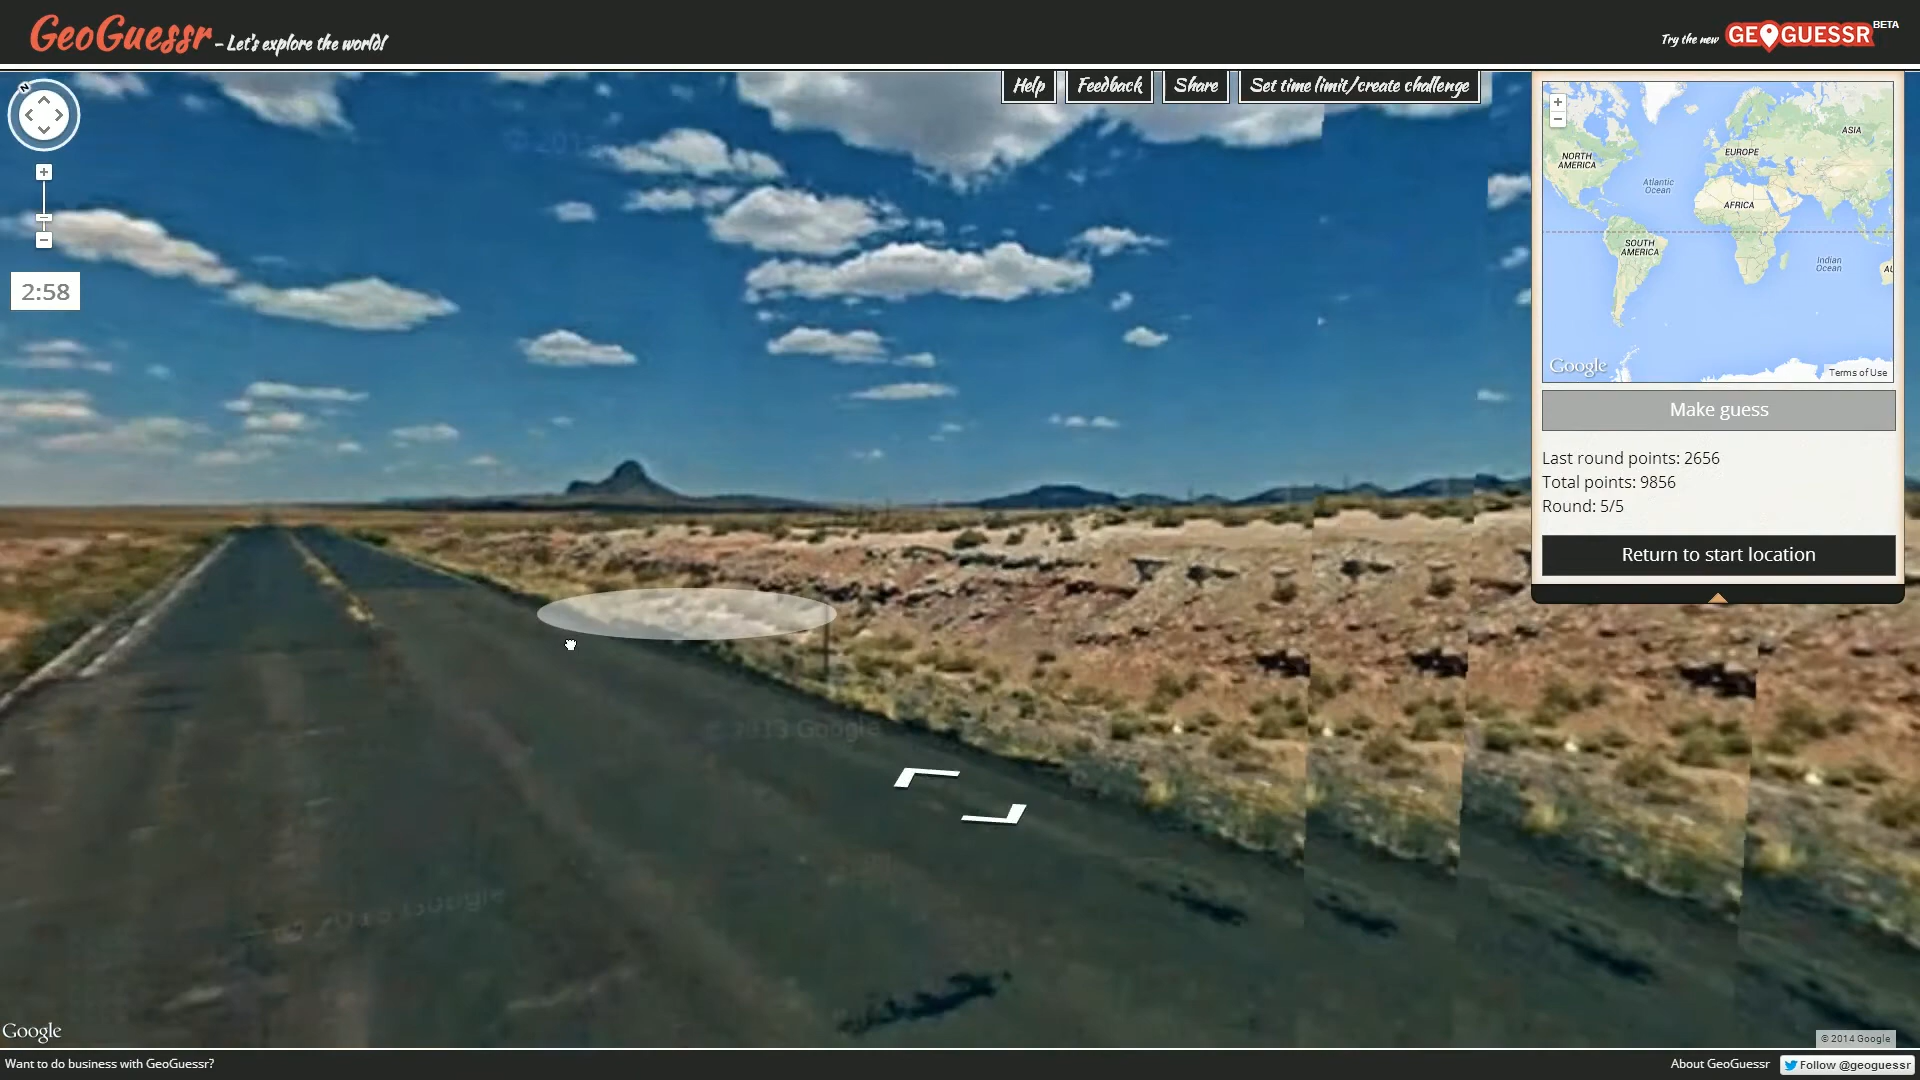 GeoGuessr - Let's explore the world!
Try the new GEOGUESSR BETA
Help
Feedback
Share
Set time limit/create challenge
N
2:58
NORTH AMERICA
EUROPE
ASIA
Atlantic Ocean
AFRICA
SOUTH AMERICA
Indian Ocean
AU
Google
Terms of Use
Make guess
Last round points: 2656
Total points: 9856
Round: 5/5
Return to start location
2013 Google
Google
© 2014 Google
Want to do business with GeoGuessr?
About GeoGuessr
Follow @geoguessr